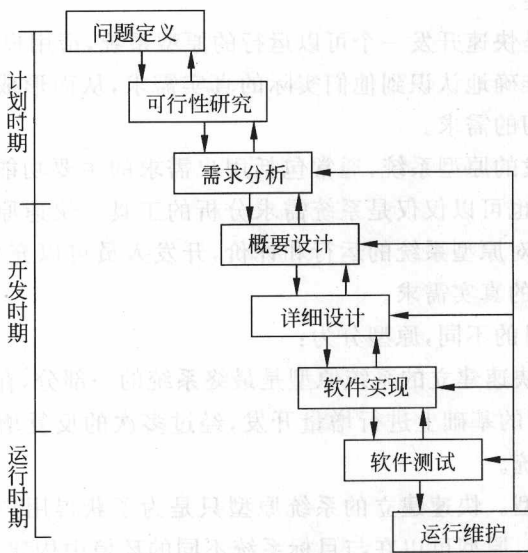 问题定义
可行性研究
需求分析
概要设计
详细设计
软件实现
软件测试
运行维护
计划时期
开发时期
运行时期